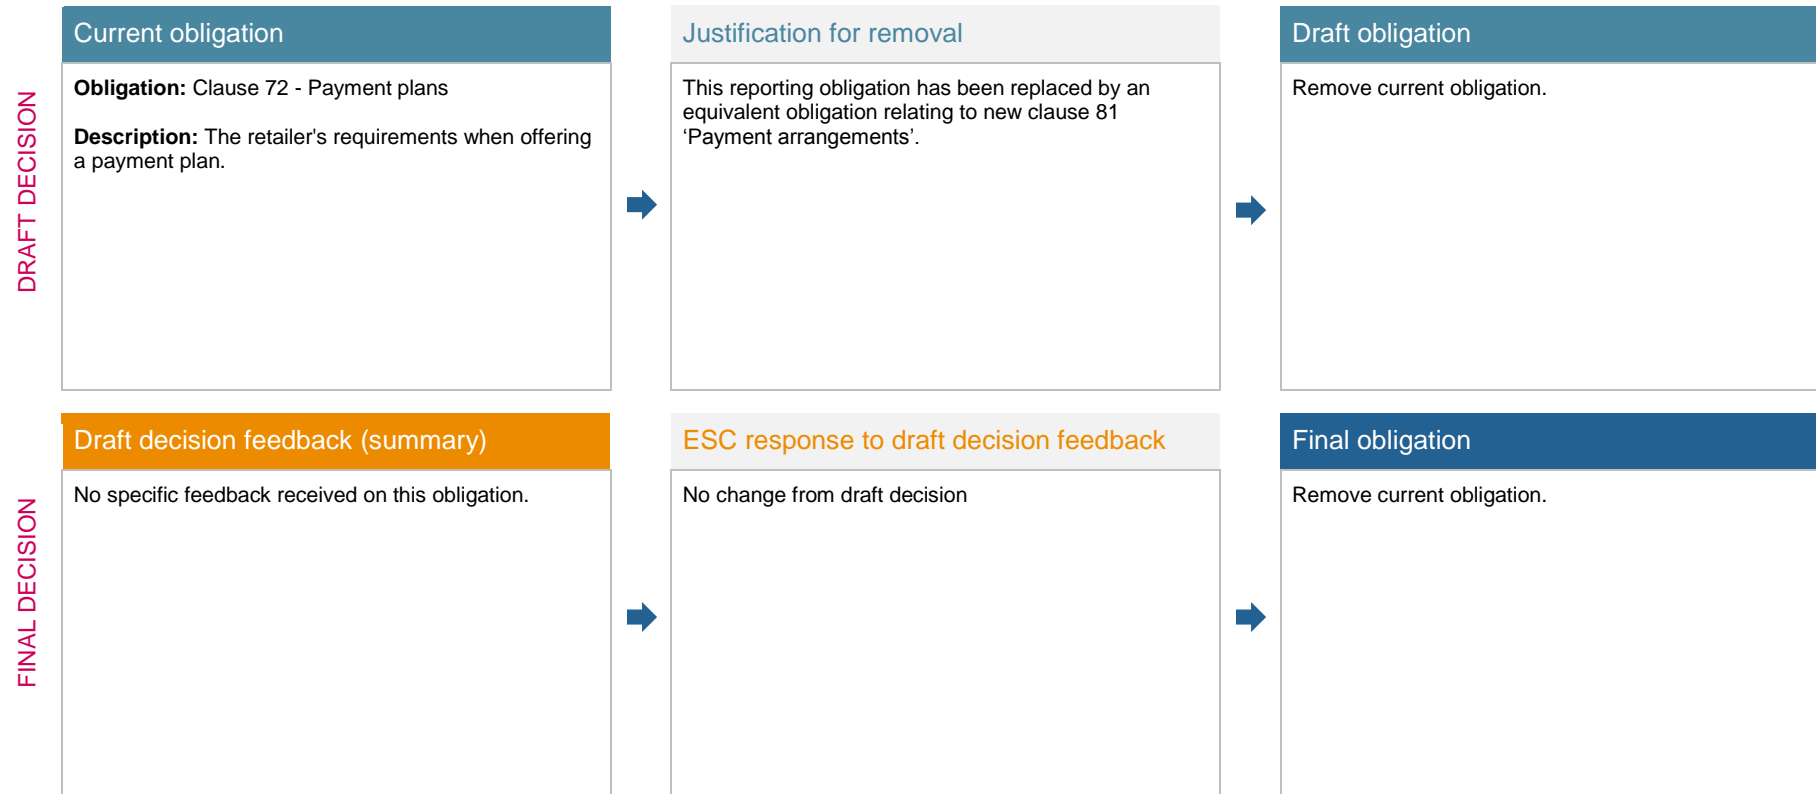 DRAFT DECISION
Current obligation
Obligation: Clause 72 - Payment plans
Description: The retailer's requirements when offering
a payment plan.
Justification for removal
This reporting obligation has been replaced by an
equivalent obligation relating to new clause 81
‘Payment arrangements’.
Draft obligation
Remove current obligation.
FINAL DECISION
Draft decision feedback (summary)
No specific feedback received on this obligation.
ESC response to draft decision feedback
No change from draft decision
Final obligation
Remove current obligation.